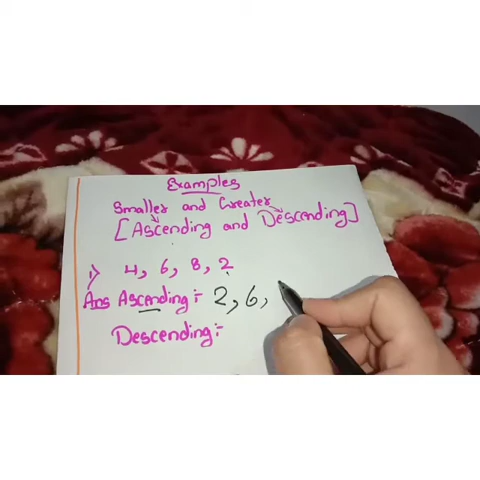 Examples
Smaller and Greater
[Ascending and Descending]
1) 4, 6, 8, 2
Ans Ascending :- 2, 6,
Descending :-